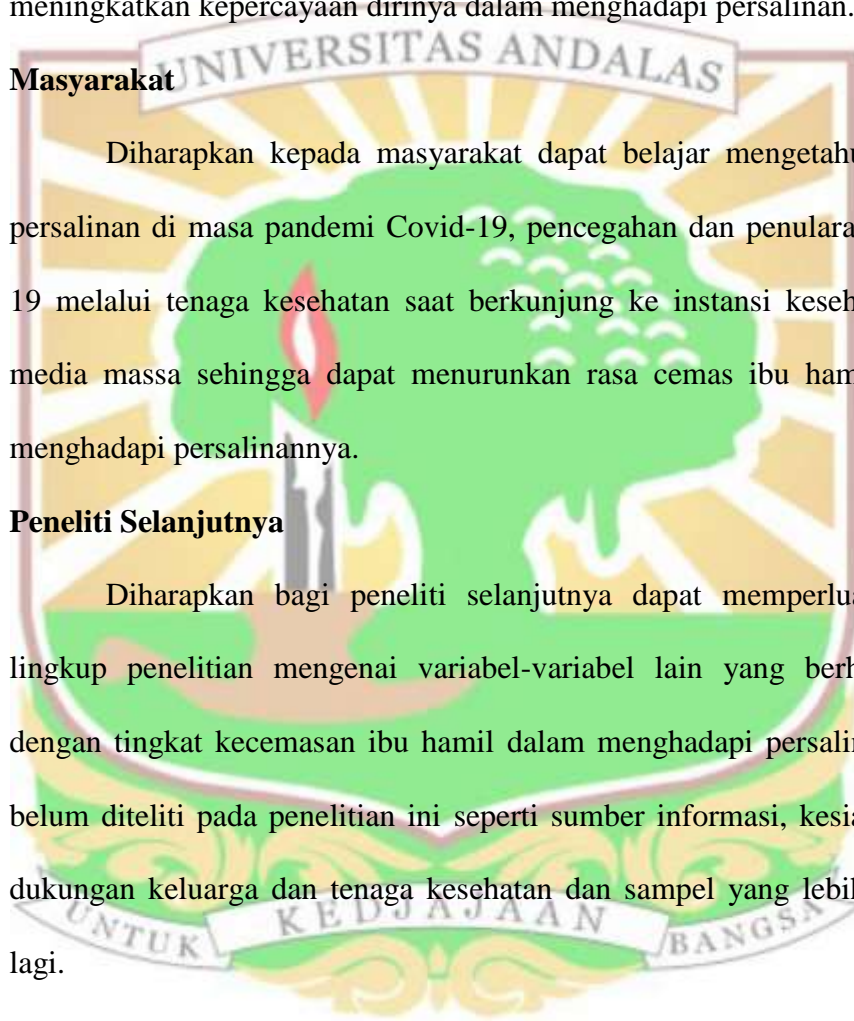 meningkatkan kepercayaan dirinya dalam menghadapi persalinan.
UNIVERSITAS ANDALAS
Masyarakat
Diharapkan kepada masyarakat dapat belajar mengetahu
persalinan di masa pandemi Covid-19, pencegahan dan penulara
19 melalui tenaga kesehatan saat berkunjung ke instansi keseh
media massa sehingga dapat menurunkan rasa cemas ibu ham
menghadapi persalinannya.
Peneliti Selanjutnya
Diharapkan bagi peneliti selanjutnya dapat memperlua
lingkup penelitian mengenai variabel-variabel lain yang berh
dengan tingkat kecemasan ibu hamil dalam menghadapi persali
belum diteliti pada penelitian ini seperti sumber informasi, kesia
dukungan keluarga dan tenaga kesehatan dan sampel yang lebil
UNTUK KEDJAJAAN BANGSA
lagi.